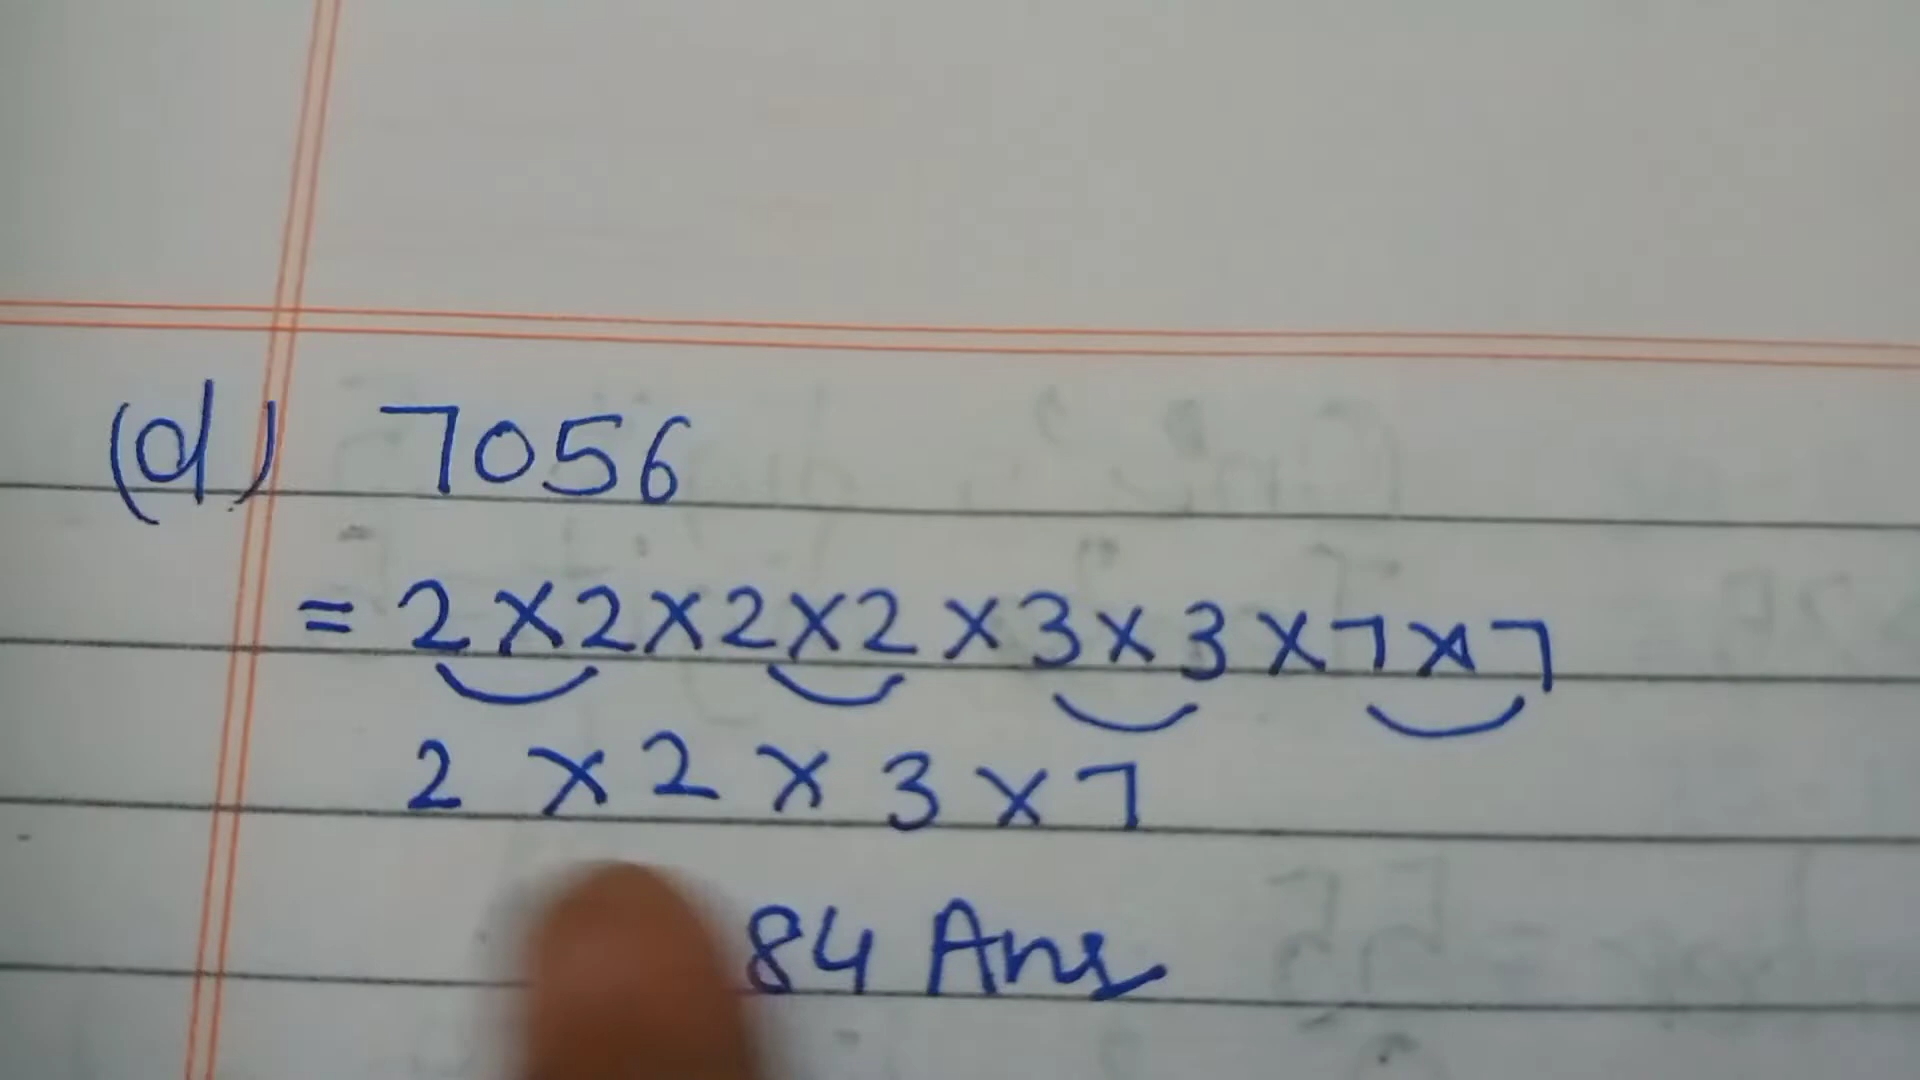 (d) 7056
= 2×2×2×2×3×3×7×7
2 × 2 × 3 × 7
84 Ans